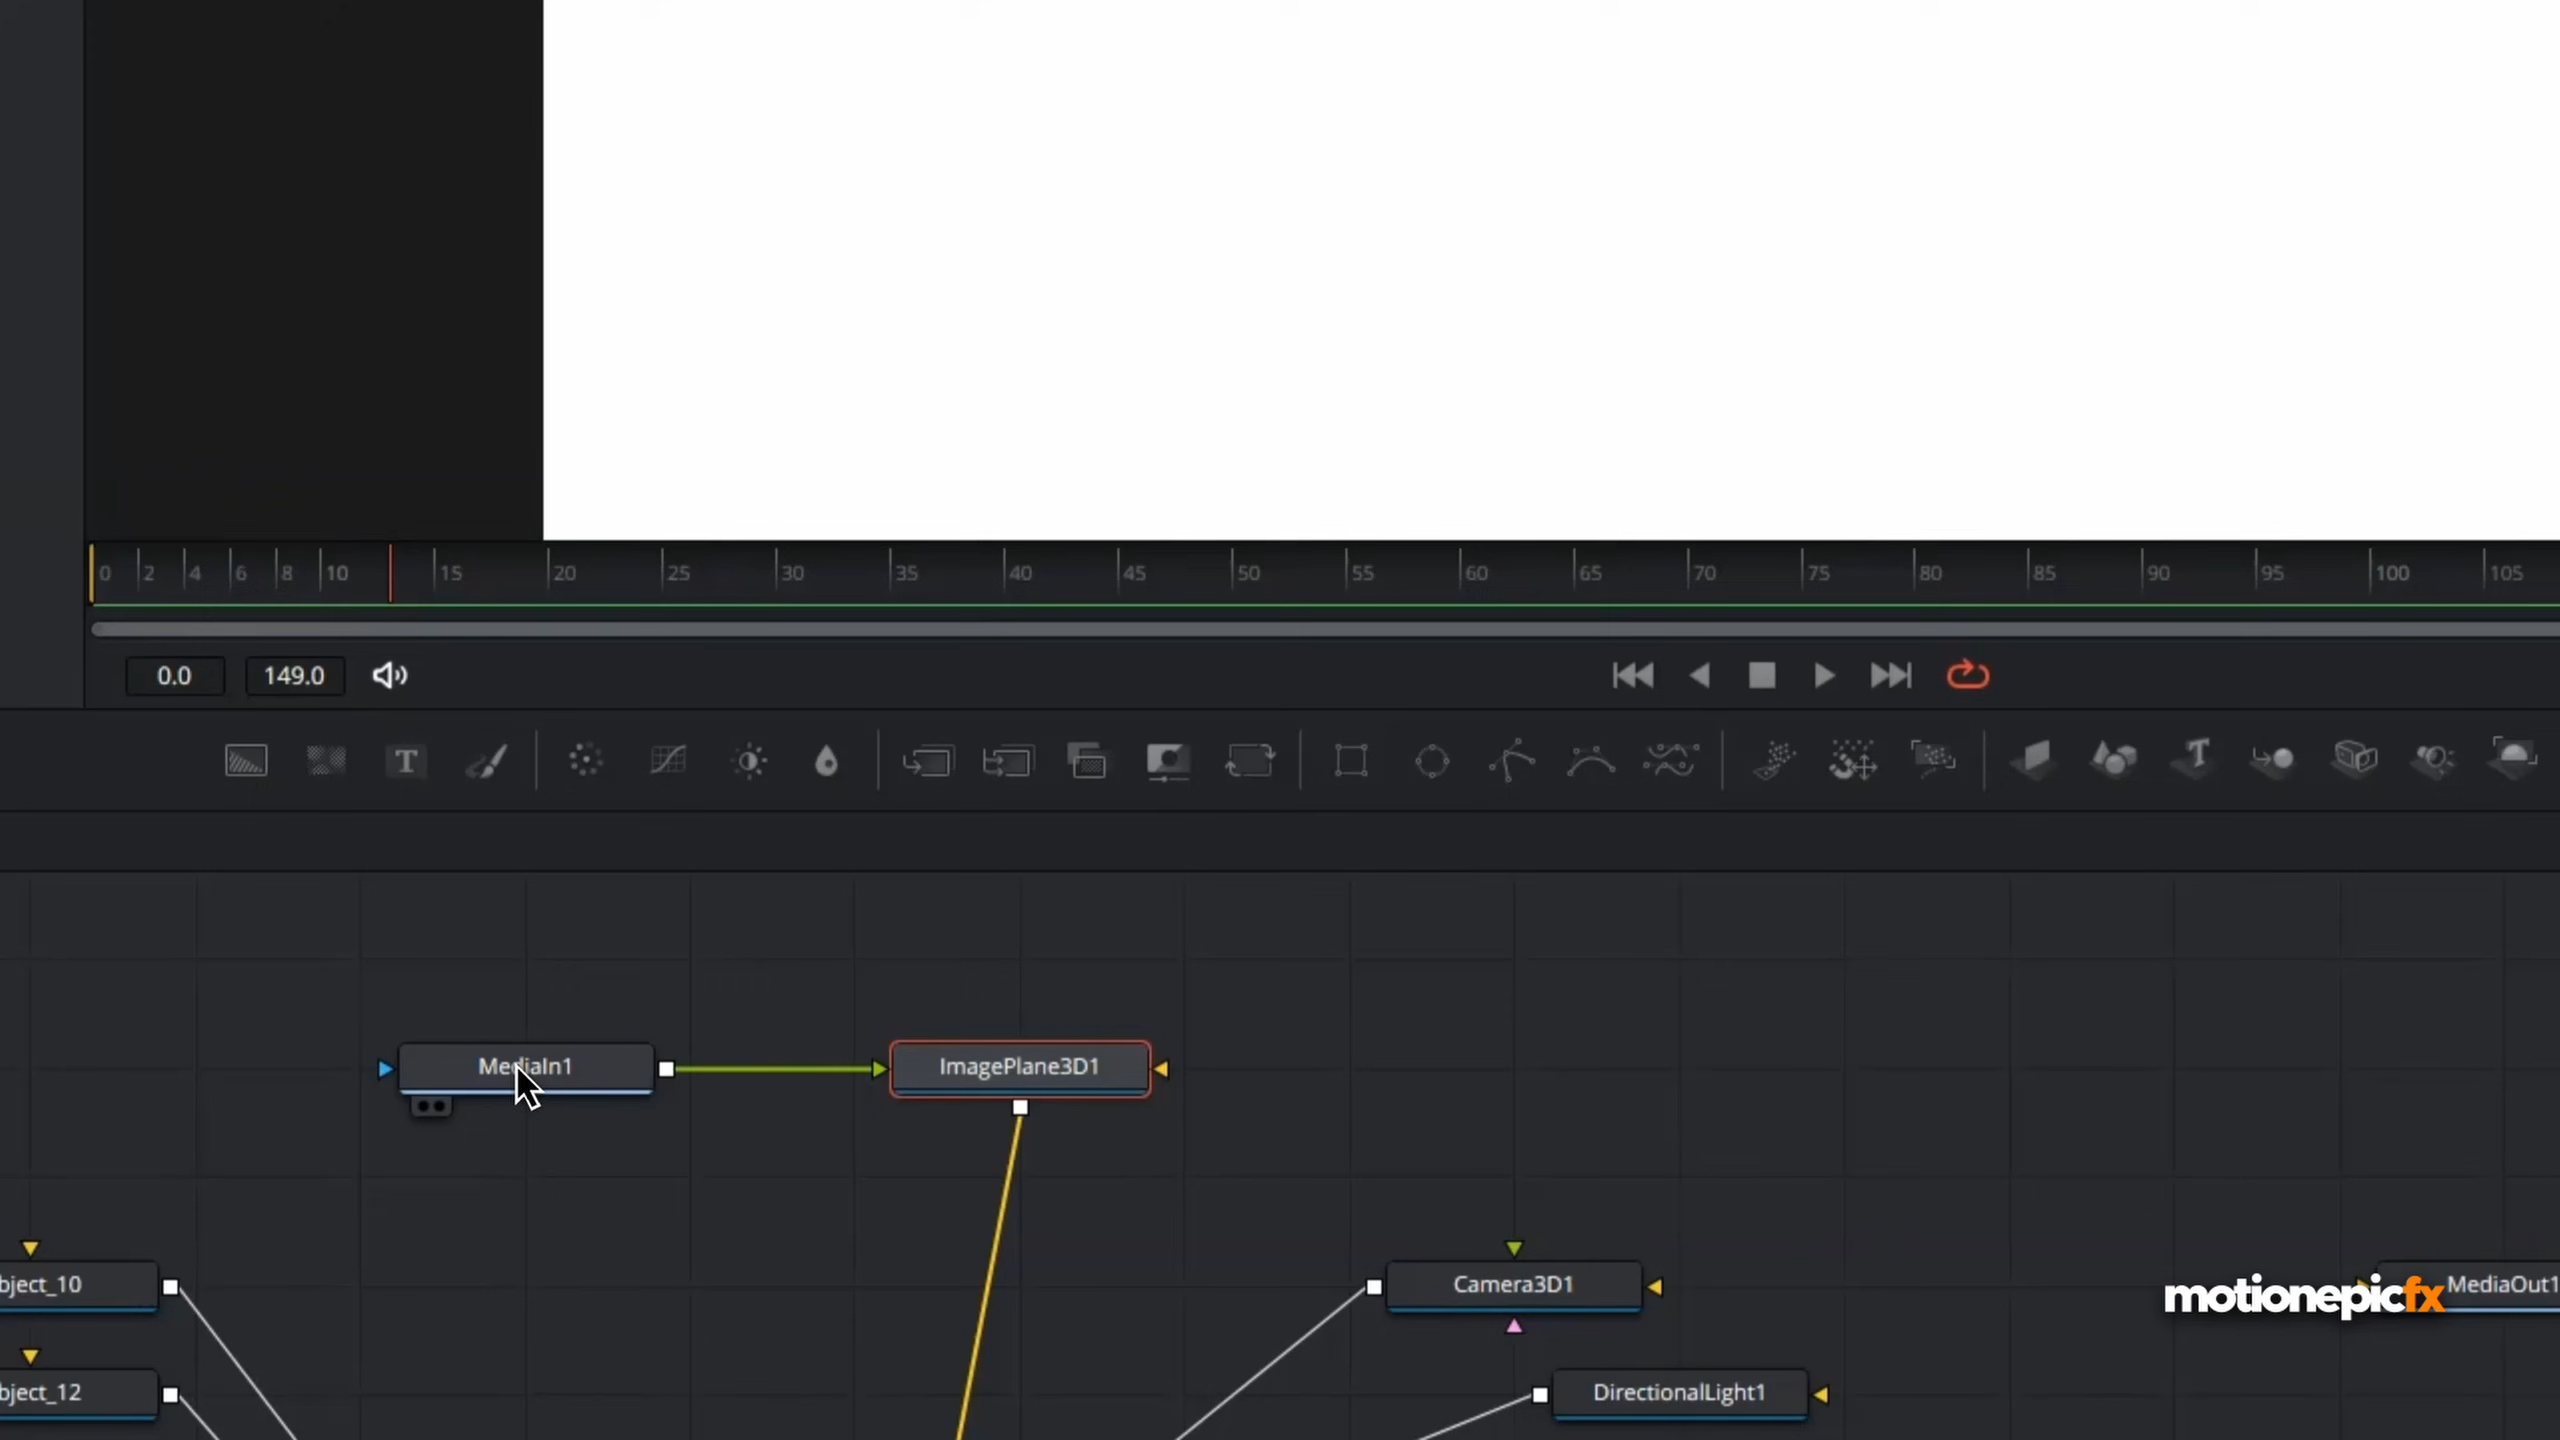 0 2 4 6 8 10 15 20 25 30 35 40 45 50 55 60 65 70 75 80 85 90 95 100 105
0.0 149.0
T T
MediaIn1 ImagePlane3D1
bject_10 Camera3D1 MediaOut1
motionepicfx
bject_12 DirectionalLight1